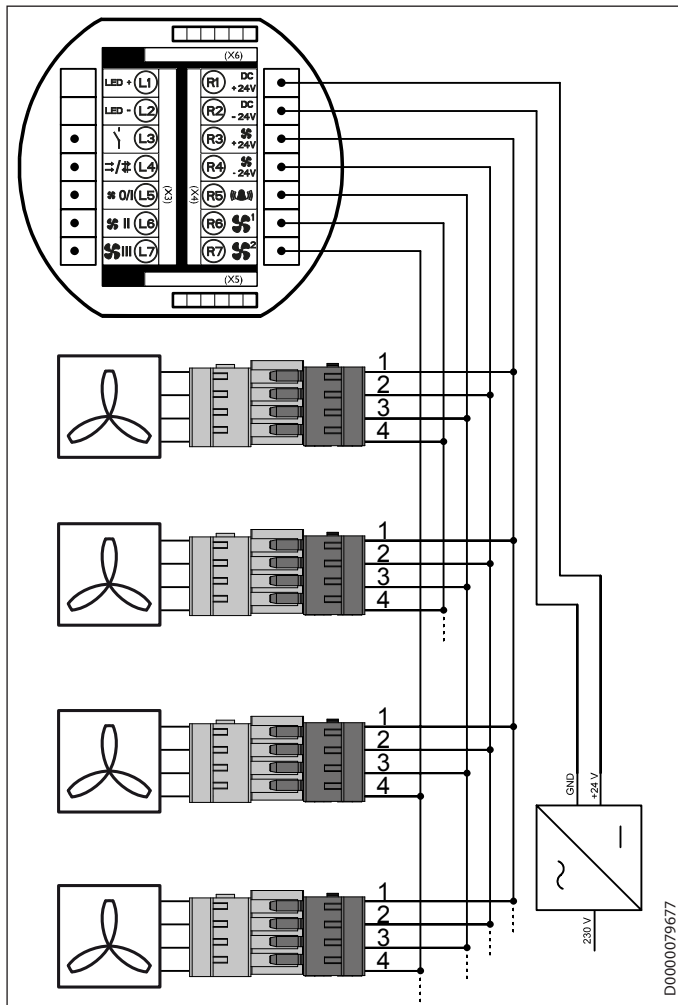 (X6)
LED + L1
LED - L2
L3
/ L4
0/I L5
II L6
III L7
(X3)
(X4)
R1 DC +24V
R2 DC -24V
R3 +24V
R4 -24V
R5
R6 1
R7 2
(X5)
1
2
3
4
1
2
3
4
1
2
3
4
1
2
3
4
GND
+24 V
230 V
D0000079677